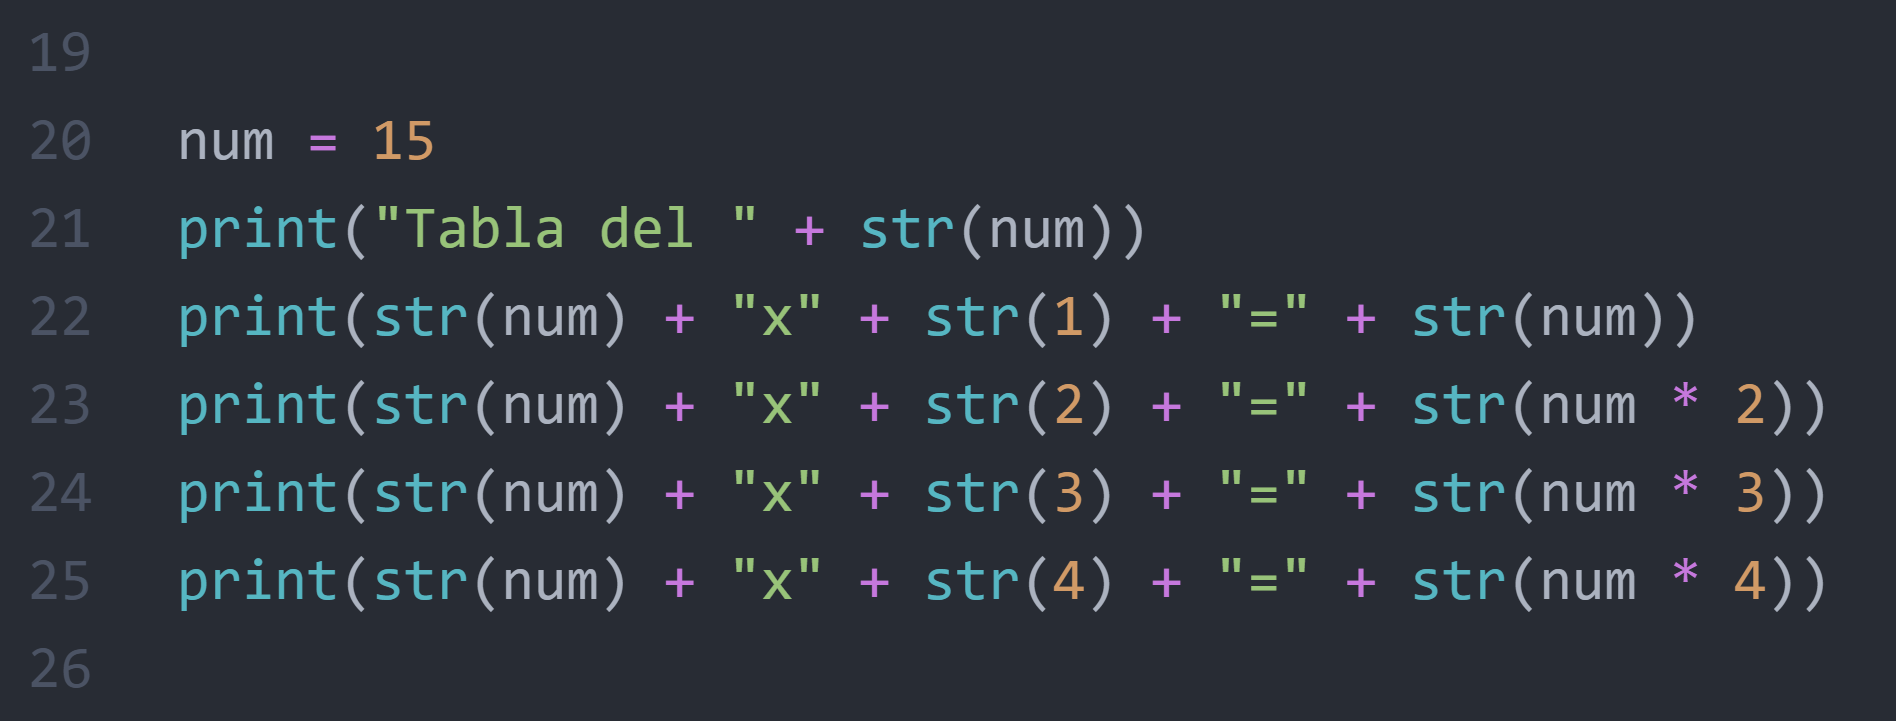 19
20 num = 15
21 print("Tabla del " + str(num))
22 print(str(num) + "x" + str(1) + "=" + str(num))
23 print(str(num) + "x" + str(2) + "=" + str(num * 2))
24 print(str(num) + "x" + str(3) + "=" + str(num * 3))
25 print(str(num) + "x" + str(4) + "=" + str(num * 4))
26